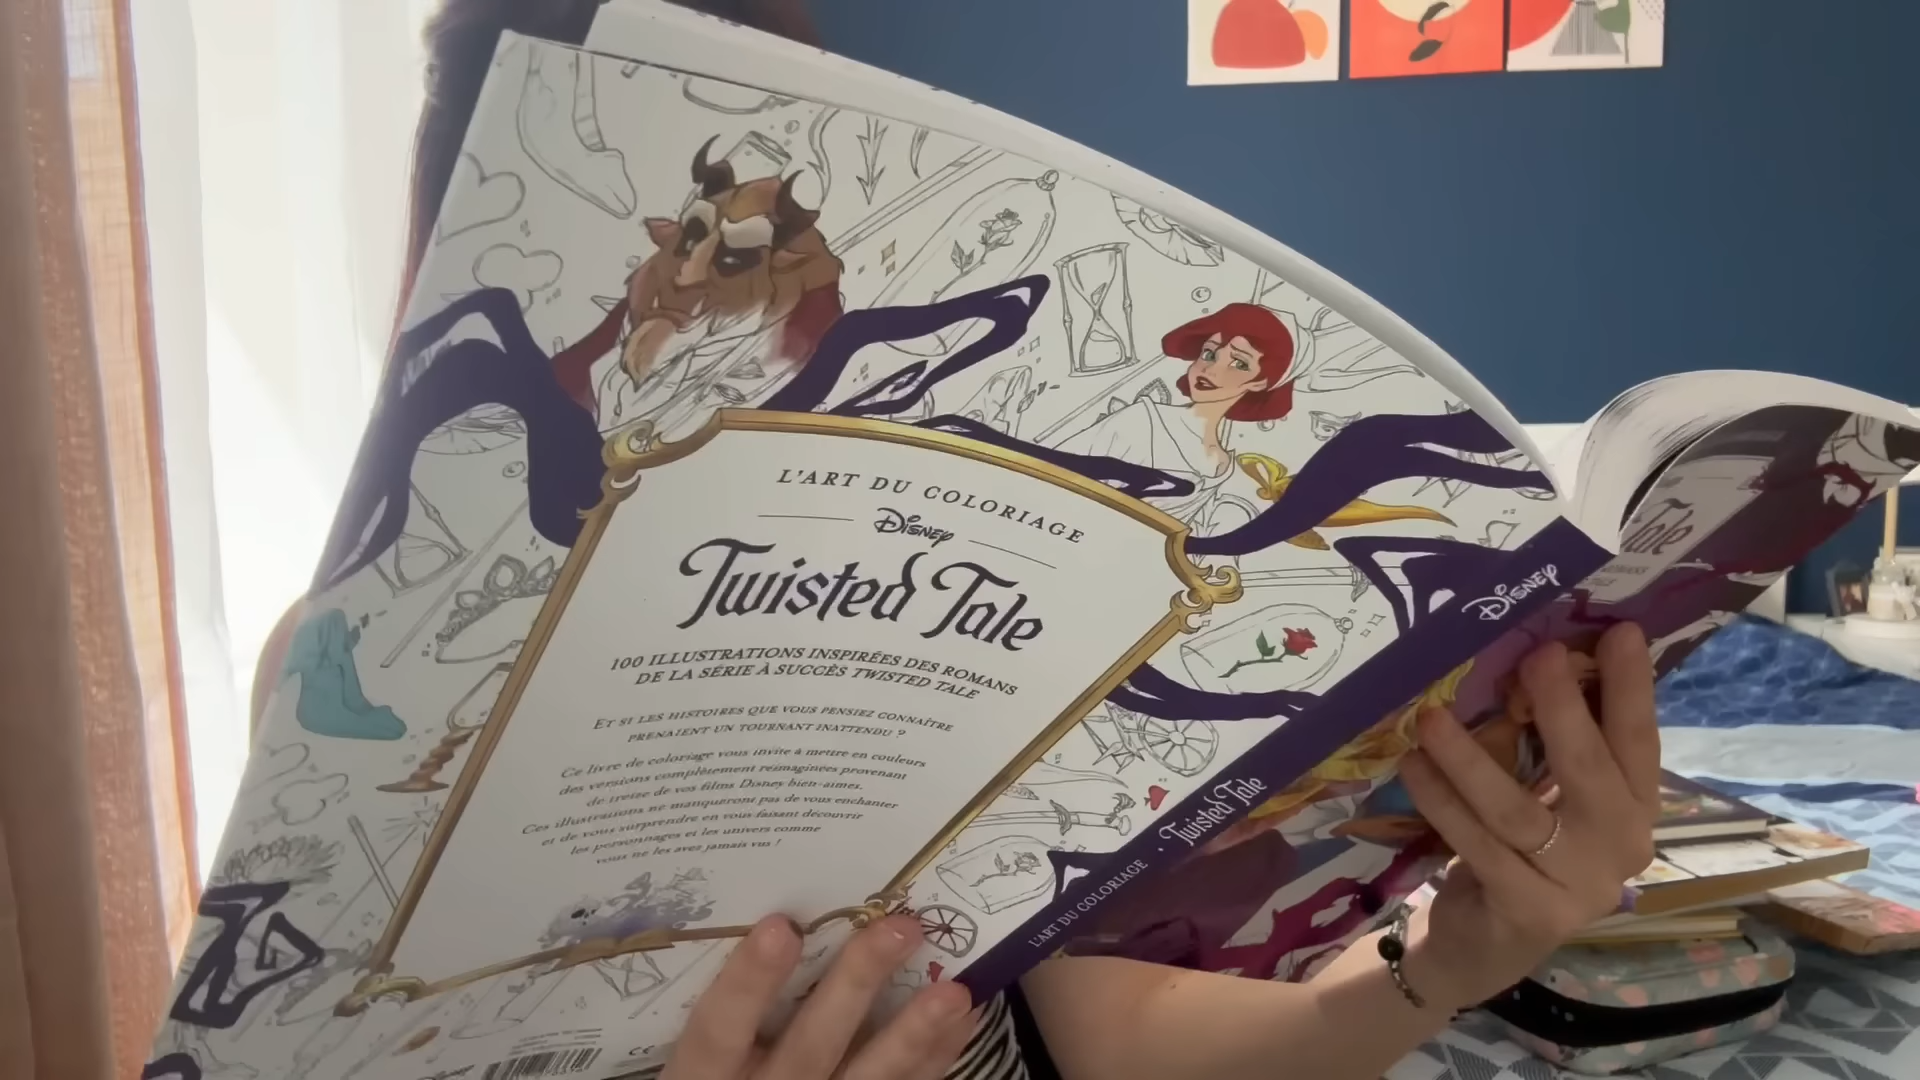 L'ART DU COLORIAGE
Disney
Twisted Tale
100 ILLUSTRATIONS INSPIRÉES DES ROMANS
DE LA SÉRIE À SUCCÈS TWISTED TALE
ET SI LES HISTOIRES QUE VOUS PENSIEZ CONNAÎTRE
PRENAIENT UN TOURNANT INATTENDU ?
Ce livre de coloriage vous invite à mettre en couleurs
des versions complètement réimaginées provenant
de treize de vos films Disney bien-aimés.
Ces illustrations ne manqueront pas de vous enchanter
et de vous surprendre en vous faisant découvrir
les personnages et les univers comme
vous ne les avez jamais vus !
CE
Disney
L'ART DU COLORIAGE • Twisted Tale
Disney
Tale